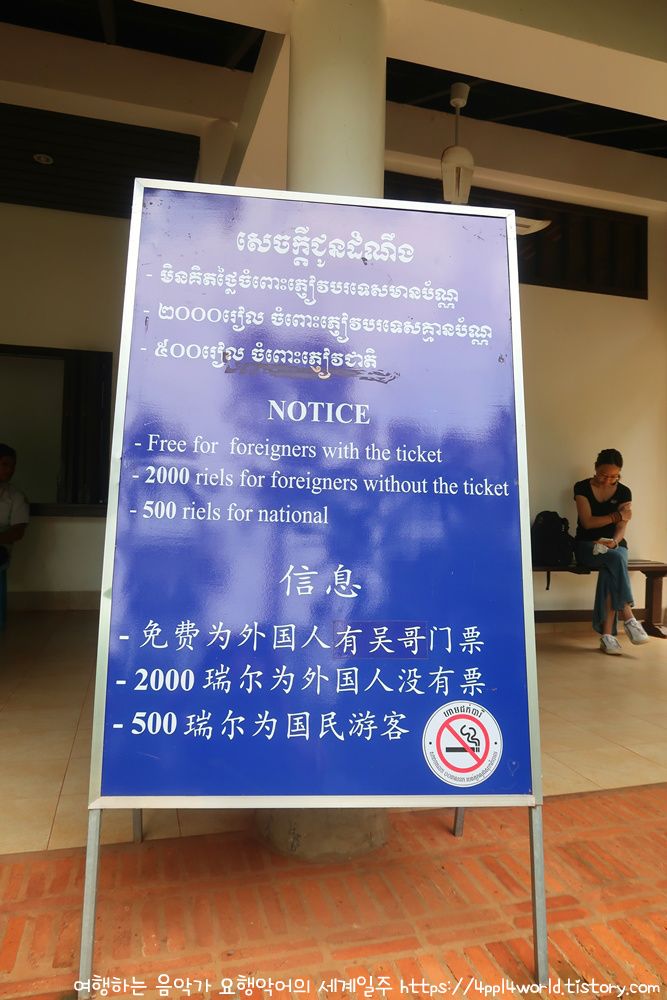 សេចក្តីជូនដំណឹង
- មិនគិតថ្លៃចំពោះភ្ញៀវបរទេសមានប័ណ្ណ
- ២០០០រៀល ចំពោះភ្ញៀវបរទេសគ្មានប័ណ្ណ
- ៥០០រៀល ចំពោះភ្ញៀវជាតិ
NOTICE
- Free for foreigners with the ticket
- 2000 riels for foreigners without the ticket
- 500 riels for national
信息
- 免费为外国人有吴哥门票
- 2000 瑞尔为外国人没有票
- 500 瑞尔为国民游客
ហាមជក់បារី
여행하는 음악가 요행악어의 세계일주 https://4ppl4world.tistory.com